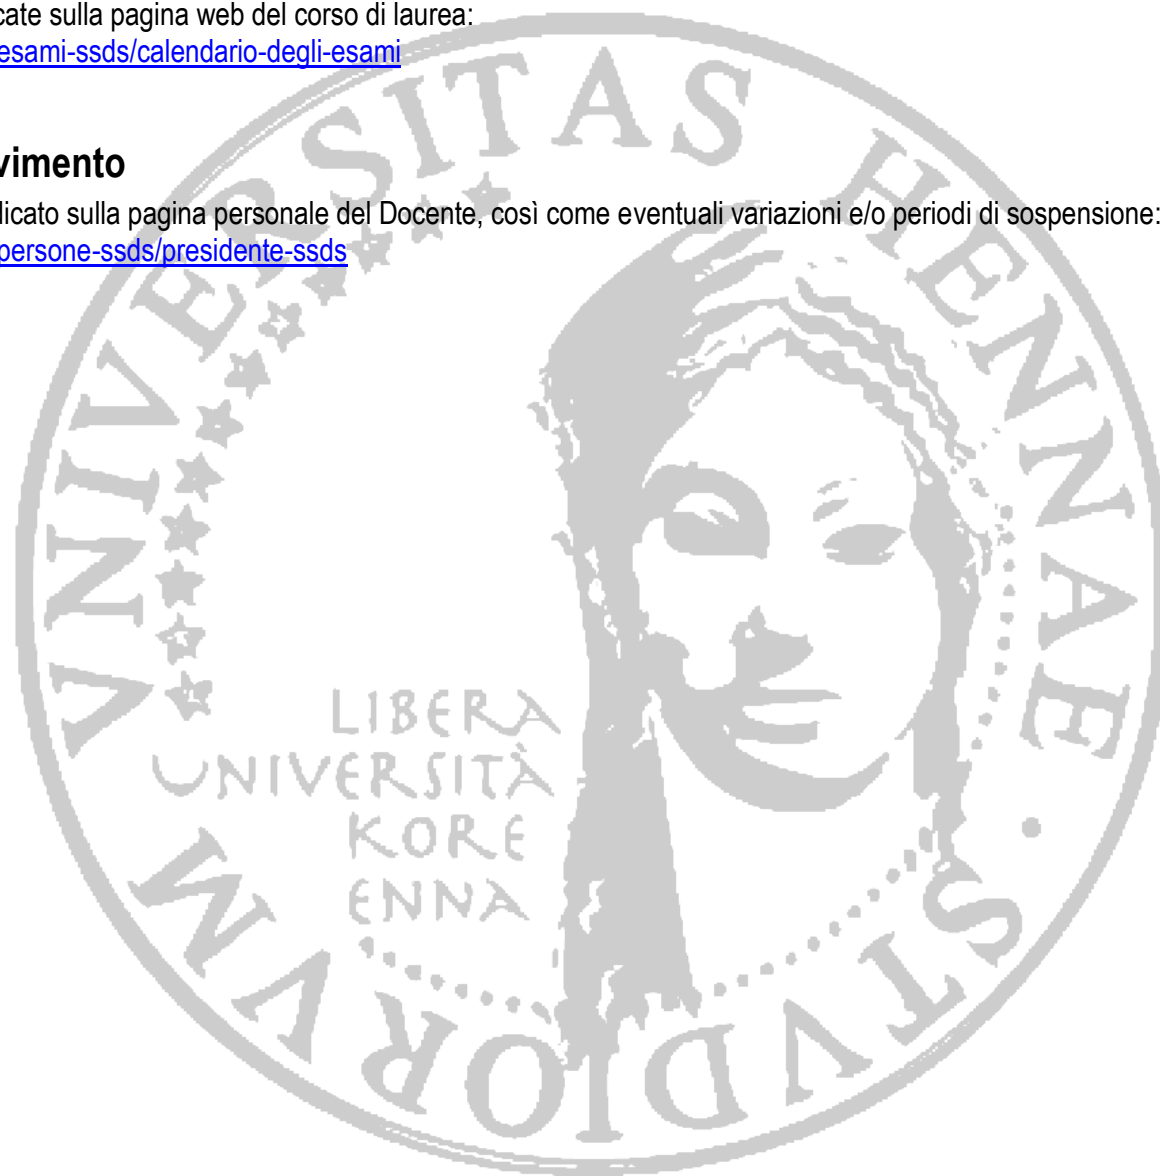 cate sulla pagina web del corso di laurea:
esami-ssds/calendario-degli-esami
vimento
licato sulla pagina personale del Docente, così come eventuali variazioni e/o periodi di sospensione:
persone-ssds/presidente-ssds
VNIVERSITAS HENNAE · STVDIORVM
LIBERA
UNIVERSITÀ
KORE
ENNA